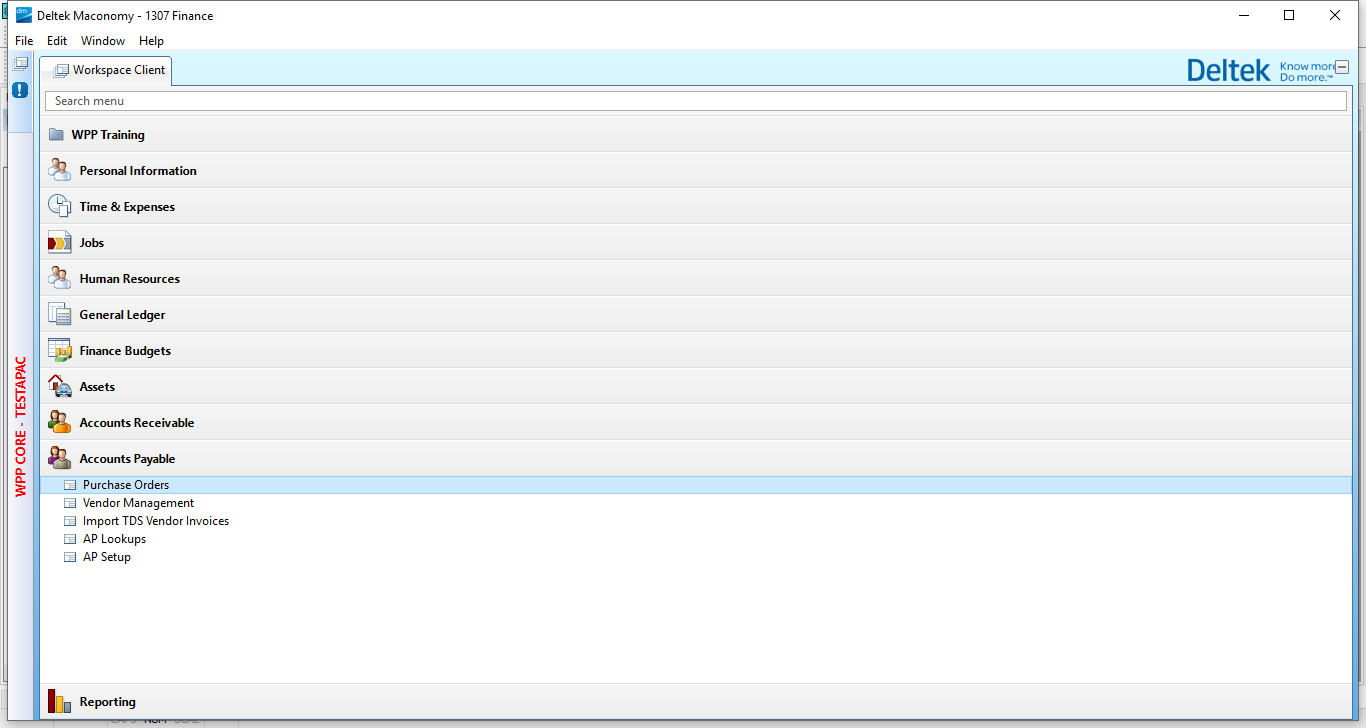 dm Deltek Maconomy - 1307 Finance
File Edit Window Help
Workspace Client
Deltek Know more
Do more.™
Search menu
WPP Training
Personal Information
Time & Expenses
Jobs
Human Resources
General Ledger
Finance Budgets
Assets
Accounts Receivable
Accounts Payable
Purchase Orders
Vendor Management
Import TDS Vendor Invoices
AP Lookups
AP Setup
Reporting
WPP CORE - TESTAPAC